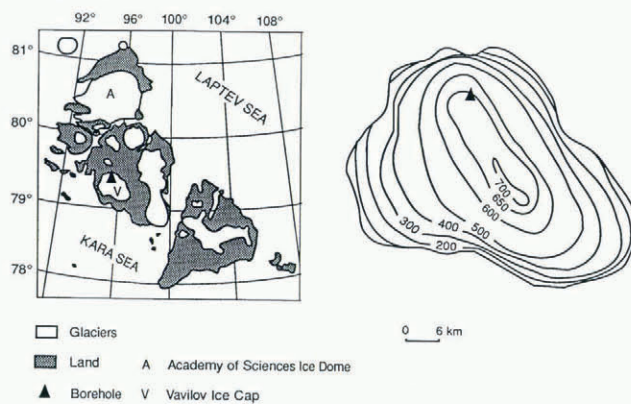 92° 96° 100° 104° 108°
81°
80°
79°
78°
A
V
LAPTEV SEA
KARA SEA
700
650
600
500
400
300
200
0 6 km
Glaciers
Land A Academy of Sciences Ice Dome
Borehole V Vavilov Ice Cap